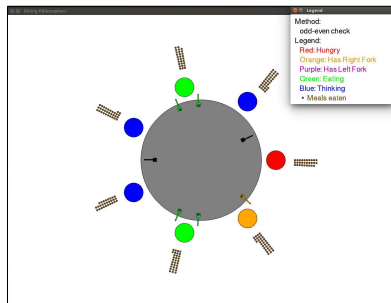 Dining Philosophers
Legend
Method:
odd-even check
Legend:
Red: Hungry
Orange: Has Right Fork
Purple: Has Left Fork
Green: Eating
Blue: Thinking
• Meals eaten